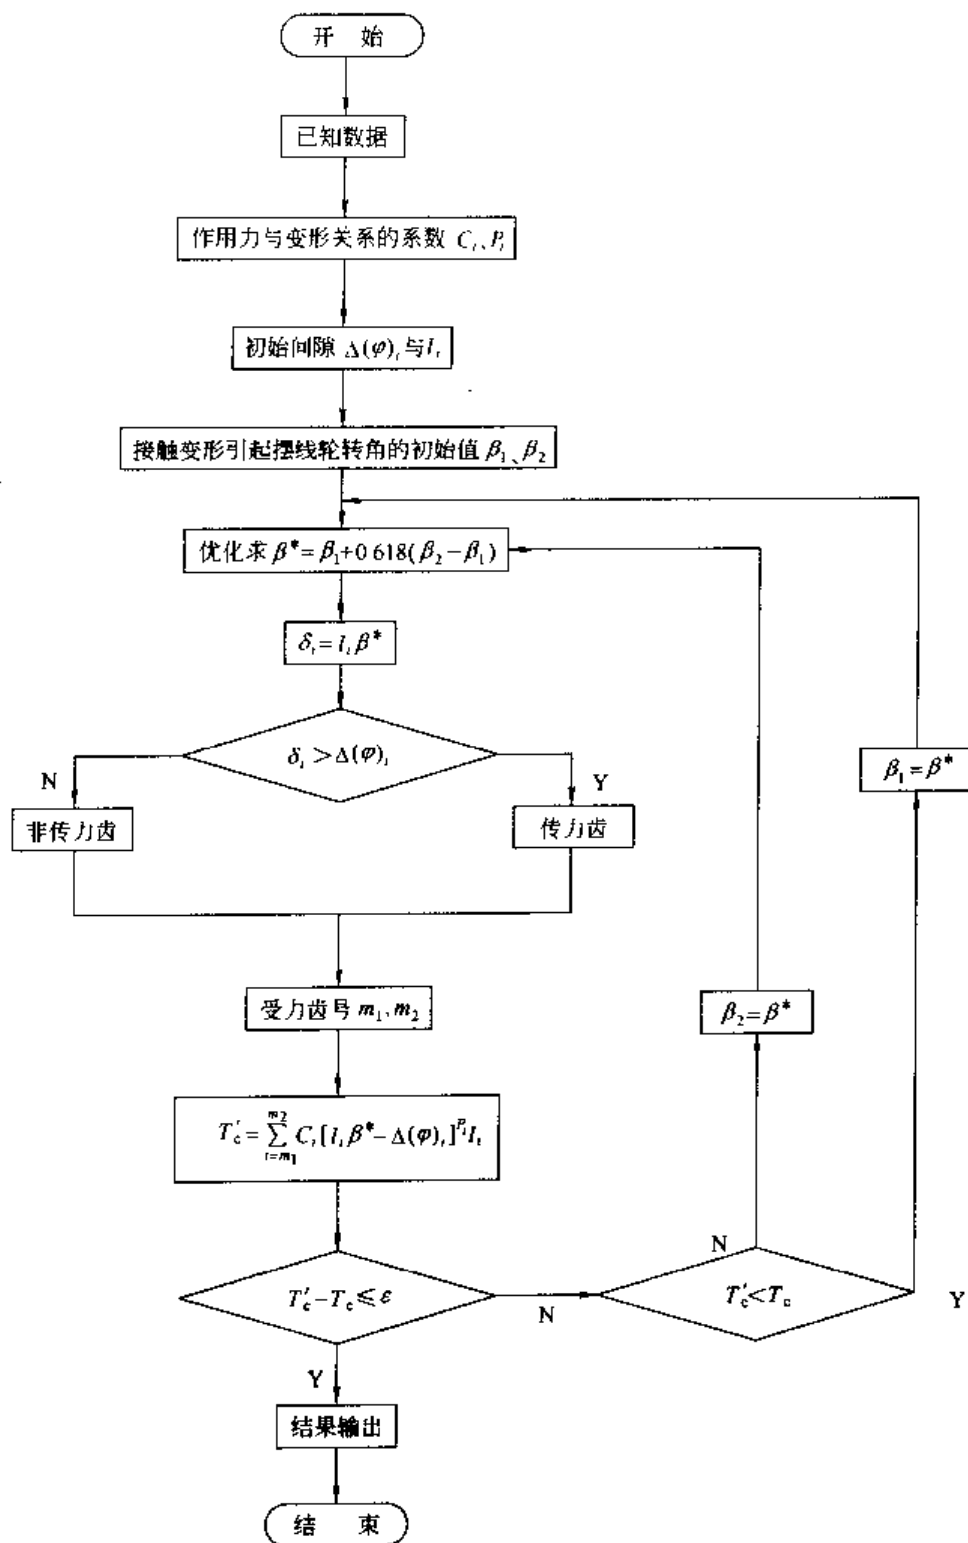 开 始
已知数据
作用力与变形关系的系数 C_i、P_i
初始间隙 Δ(φ)_i 与 l_i
接触变形引起摆线轮转角的初始值 β_1、β_2
优化求 β*=β_1+0.618(β_2-β_1)
δ_i=l_iβ*
δ_i>Δ(φ)_i
N
Y
β_1=β*
非传力齿
传力齿
受力齿号 m_1,m_2
β_2=β*
T'_c=∑_{i=m_1}^{m_2}C_i[l_iβ*-Δ(φ)_i]^{P_i}l_i
N
T'_c-T_c≤ε
T'_c<T_c
N
Y
Y
结果输出
结 束